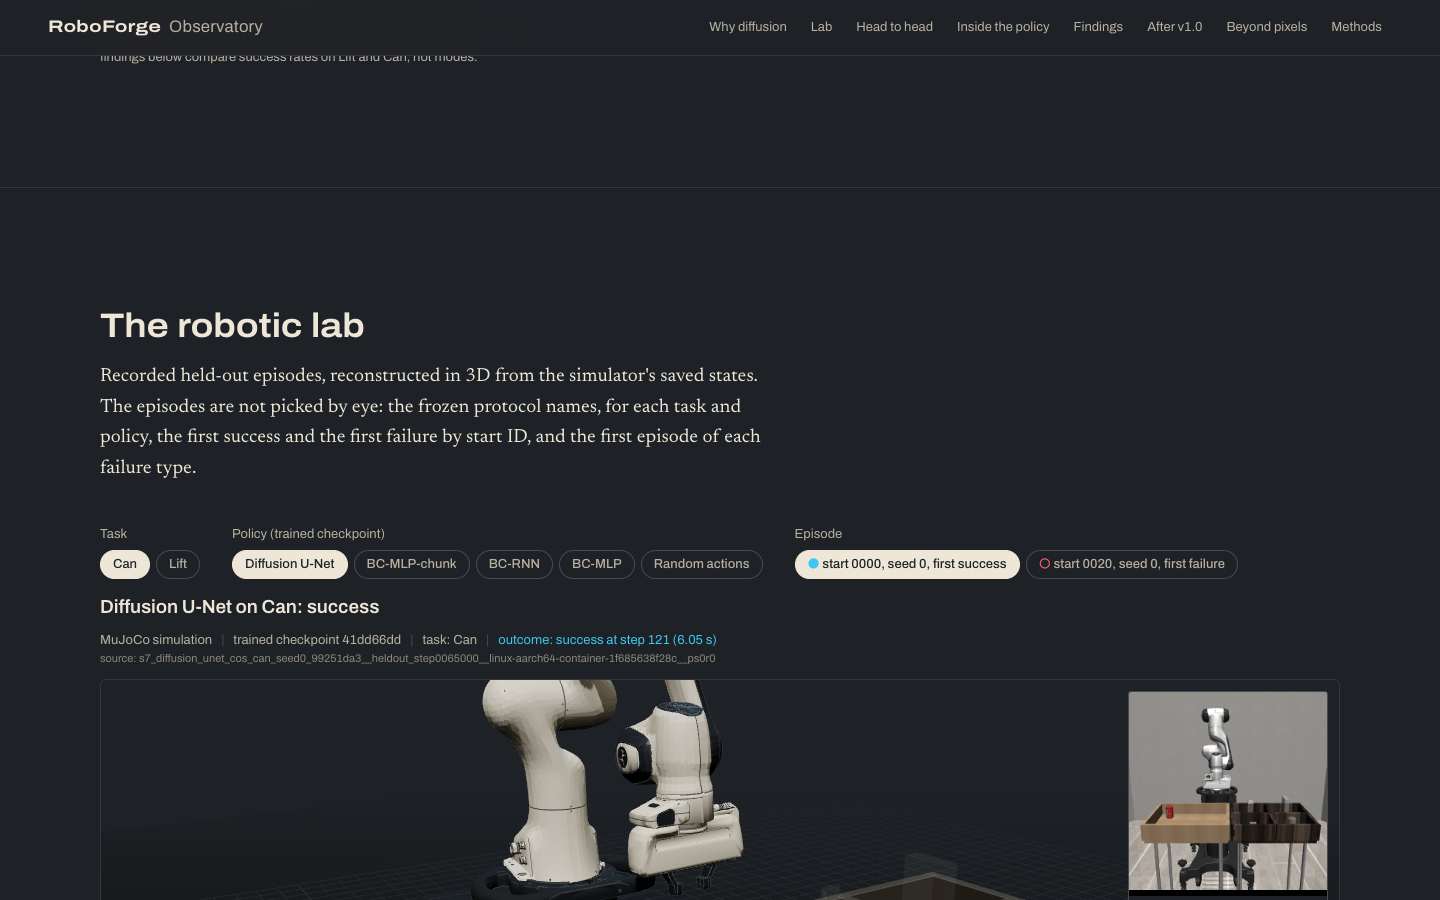 RoboForge Observatory
Why diffusion Lab Head to head Inside the policy Findings After v1.0 Beyond pixels Methods
findings below compare success rates on Lift and Can, not modes.
The robotic lab
Recorded held-out episodes, reconstructed in 3D from the simulator's saved states.
The episodes are not picked by eye: the frozen protocol names, for each task and
policy, the first success and the first failure by start ID, and the first episode of each
failure type.
Task Policy (trained checkpoint) Episode
Can Lift Diffusion U-Net BC-MLP-chunk BC-RNN BC-MLP Random actions start 0000, seed 0, first success start 0020, seed 0, first failure
Diffusion U-Net on Can: success
MuJoCo simulation | trained checkpoint 41dd66dd | task: Can | outcome: success at step 121 (6.05 s)
source: s7_diffusion_unet_cos_can_seed0_99251da3__heldout_step0065000__linux-aarch64-container-1f685638f28c__ps0r0